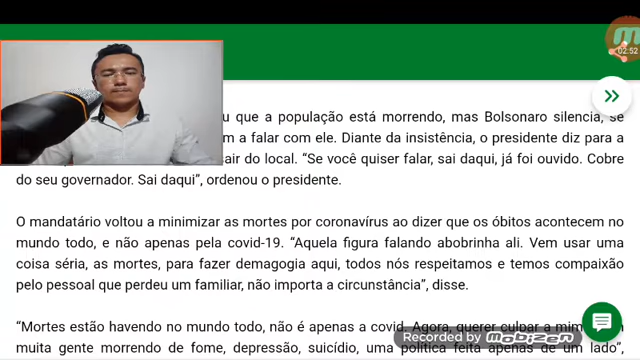 02:52
u que a população está morrendo, mas Bolsonaro silencia, se
m a falar com ele. Diante da insistência, o presidente diz para a
air do local. “Se você quiser falar, sai daqui, já foi ouvido. Cobre
do seu governador. Sai daqui”, ordenou o presidente.
O mandatário voltou a minimizar as mortes por coronavírus ao dizer que os óbitos acontecem no
mundo todo, e não apenas pela covid-19. “Aquela figura falando abobrinha ali. Vem usar uma
coisa séria, as mortes, para fazer demagogia aqui, todos nós respeitamos e temos compaixão
pelo pessoal que perdeu um familiar, não importa a circunstância”, disse.
“Mortes estão havendo no mundo todo, não é apenas a covid. Agora, querer culpar a mim
Recorded by mobizen
muita gente morrendo de fome, depressão, suicídio, uma política feita apenas de um lado”,